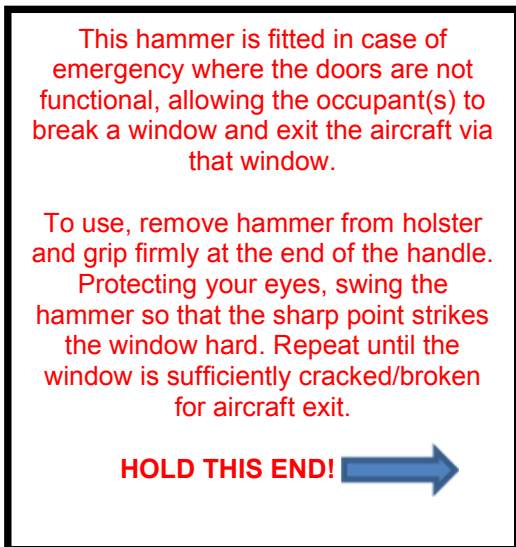 This hammer is fitted in case of
emergency where the doors are not
functional, allowing the occupant(s) to
break a window and exit the aircraft via
that window.
To use, remove hammer from holster
and grip firmly at the end of the handle.
Protecting your eyes, swing the
hammer so that the sharp point strikes
the window hard. Repeat until the
window is sufficiently cracked/broken
for aircraft exit.
HOLD THIS END!